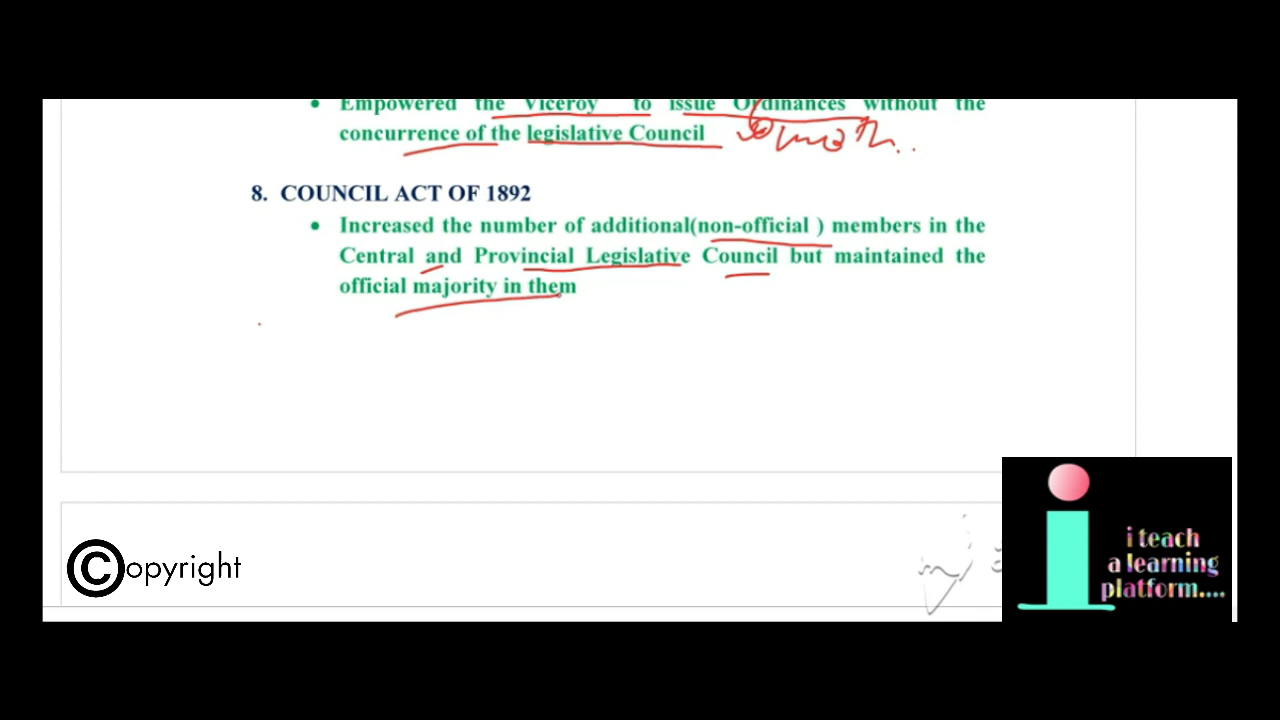 • Empowered the Viceroy to issue Ordinances without the
concurrence of the legislative Council
8. COUNCIL ACT OF 1892
• Increased the number of additional(non-official ) members in the
Central and Provincial Legislative Council but maintained the
official majority in them
©opyright
i teach
a learning
platform....